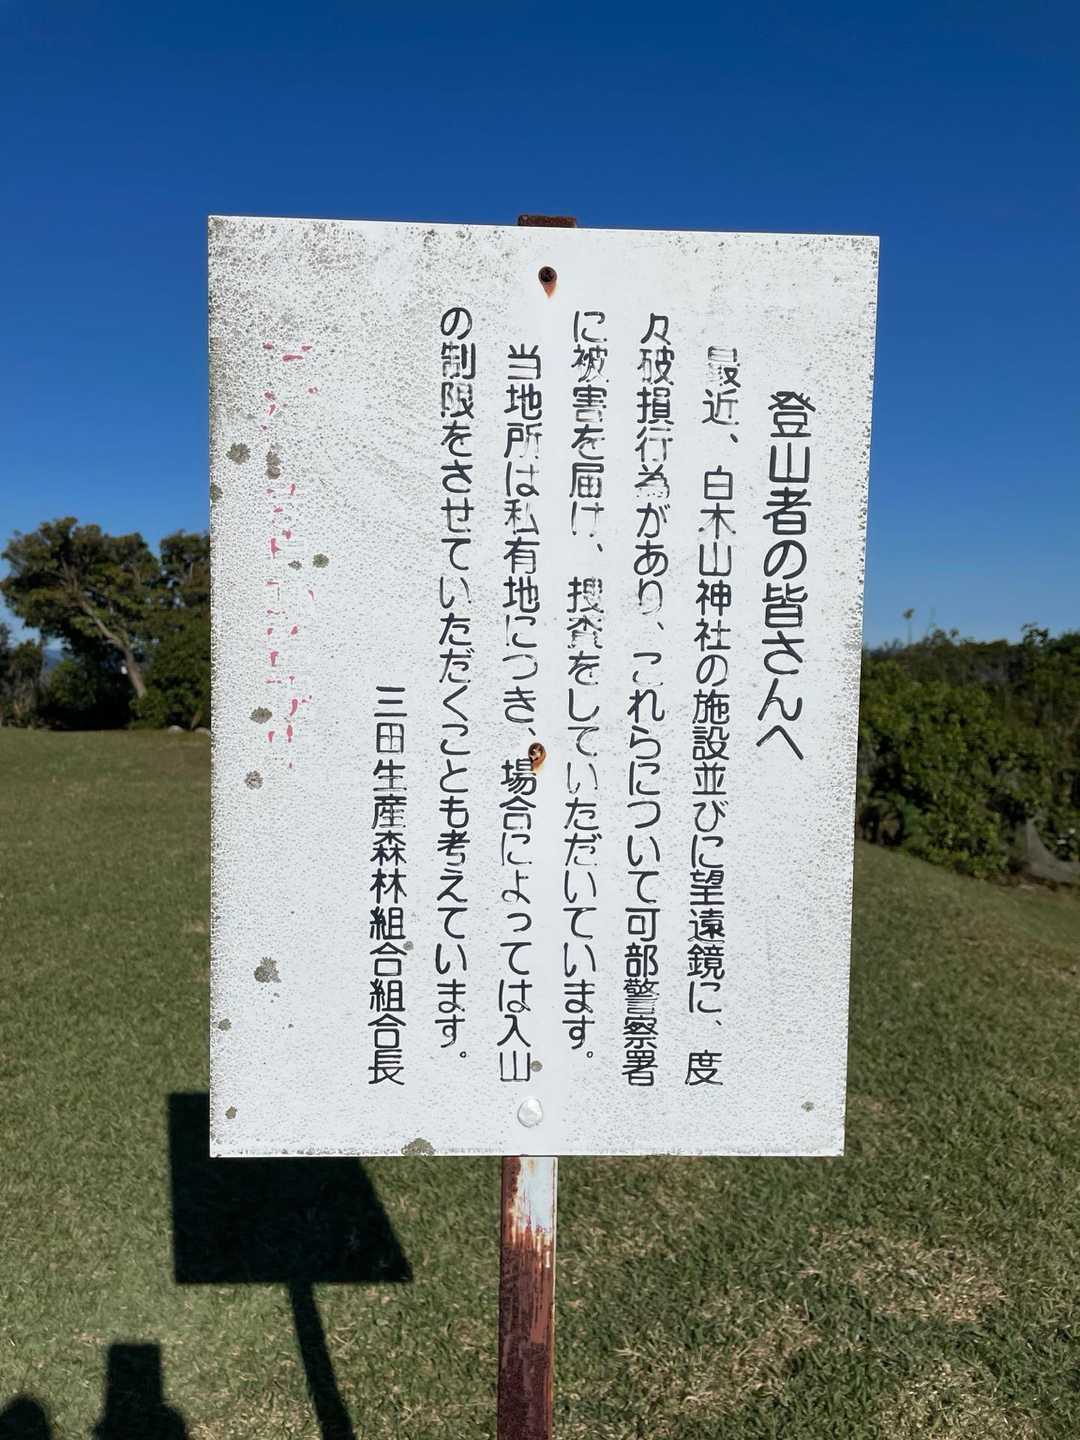 登山者の皆さんへ
最近、白木山神社の施設並びに望遠鏡に、度
々破損行為があり、これらについて可部警察署
に被害を届け、捜査をしていただいています。
当地所は私有地につき、場合によっては入山
の制限をさせていただくことも考えています。
三田生産森林組合組合長